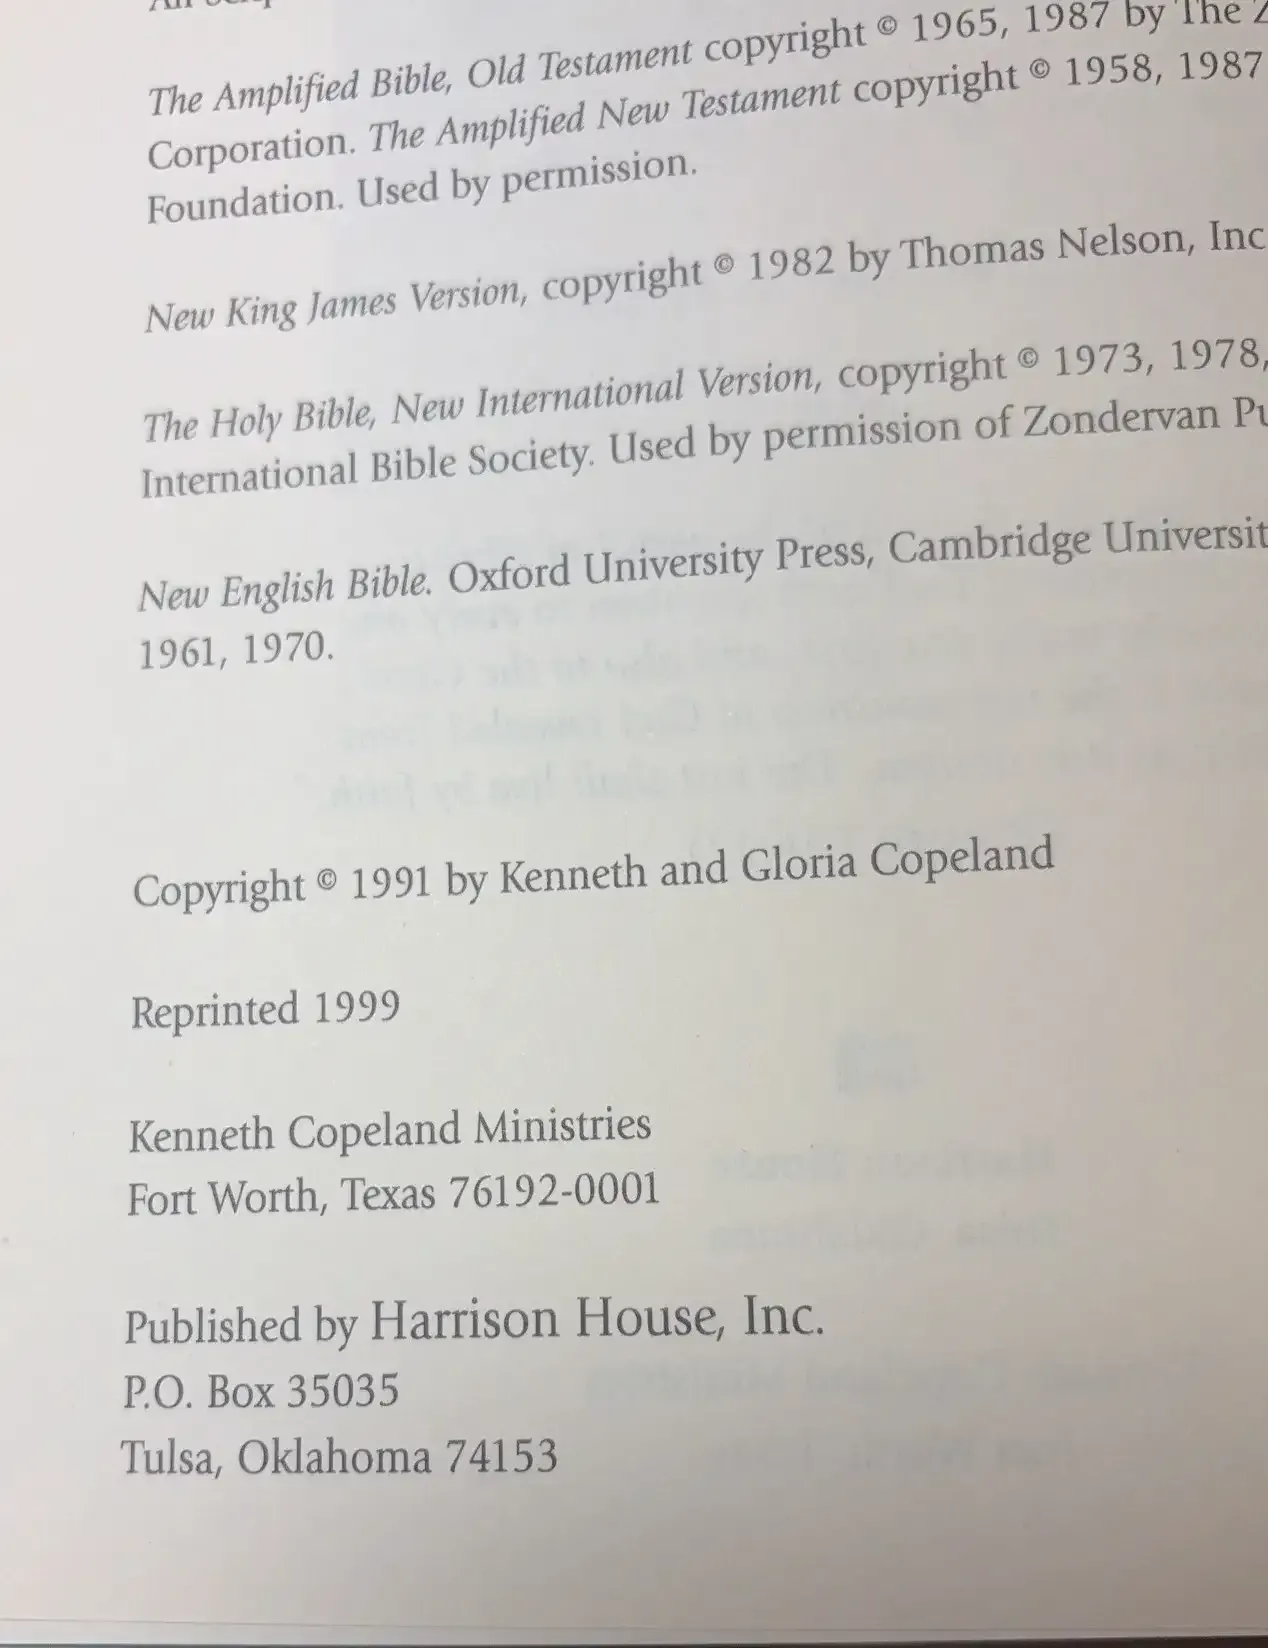 The Amplified Bible, Old Testament copyright © 1965, 1987 by The
Corporation. The Amplified New Testament copyright © 1958, 1987
Foundation. Used by permission.
New King James Version, copyright © 1982 by Thomas Nelson, Inc
The Holy Bible, New International Version, copyright © 1973, 1978,
International Bible Society. Used by permission of Zondervan
New English Bible. Oxford University Press, Cambridge
1961, 1970.
Copyright © 1991 by Kenneth and Gloria Copeland
Reprinted 1999
Kenneth Copeland Ministries
Fort Worth, Texas 76192-0001
Published by Harrison House, Inc.
P.O. Box 35035
Tulsa, Oklahoma 74153